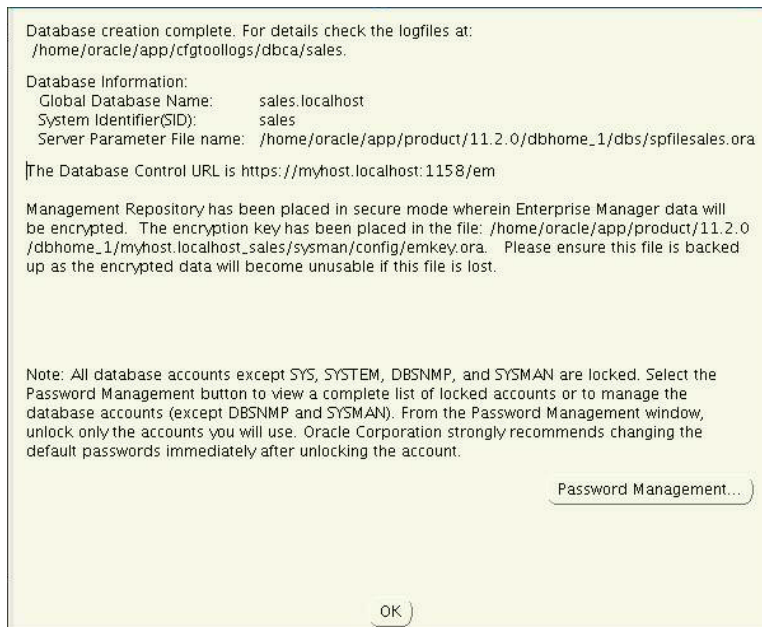 Database creation complete. For details check the logfiles at:
/home/oracle/app/cfgtoollogs/dbca/sales.
Database Information:
Global Database Name: sales.localhost
System Identifier(SID): sales
Server Parameter File name: /home/oracle/app/product/11.2.0/dbhome_1/dbs/spfilesales.ora
The Database Control URL is https://myhost.localhost:1158/em
Management Repository has been placed in secure mode wherein Enterprise Manager data will
be encrypted. The encryption key has been placed in the file: /home/oracle/app/product/11.2.0
/dbhome_1/myhost.localhost_sales/sysman/config/emkey.ora. Please ensure this file is backed
up as the encrypted data will become unusable if this file is lost.
Note: All database accounts except SYS, SYSTEM, DBSNMP, and SYSMAN are locked. Select the
Password Management button to view a complete list of locked accounts or to manage the
database accounts (except DBSNMP and SYSMAN). From the Password Management window,
unlock only the accounts you will use. Oracle Corporation strongly recommends changing the
default passwords immediately after unlocking the account.
Password Management...
OK